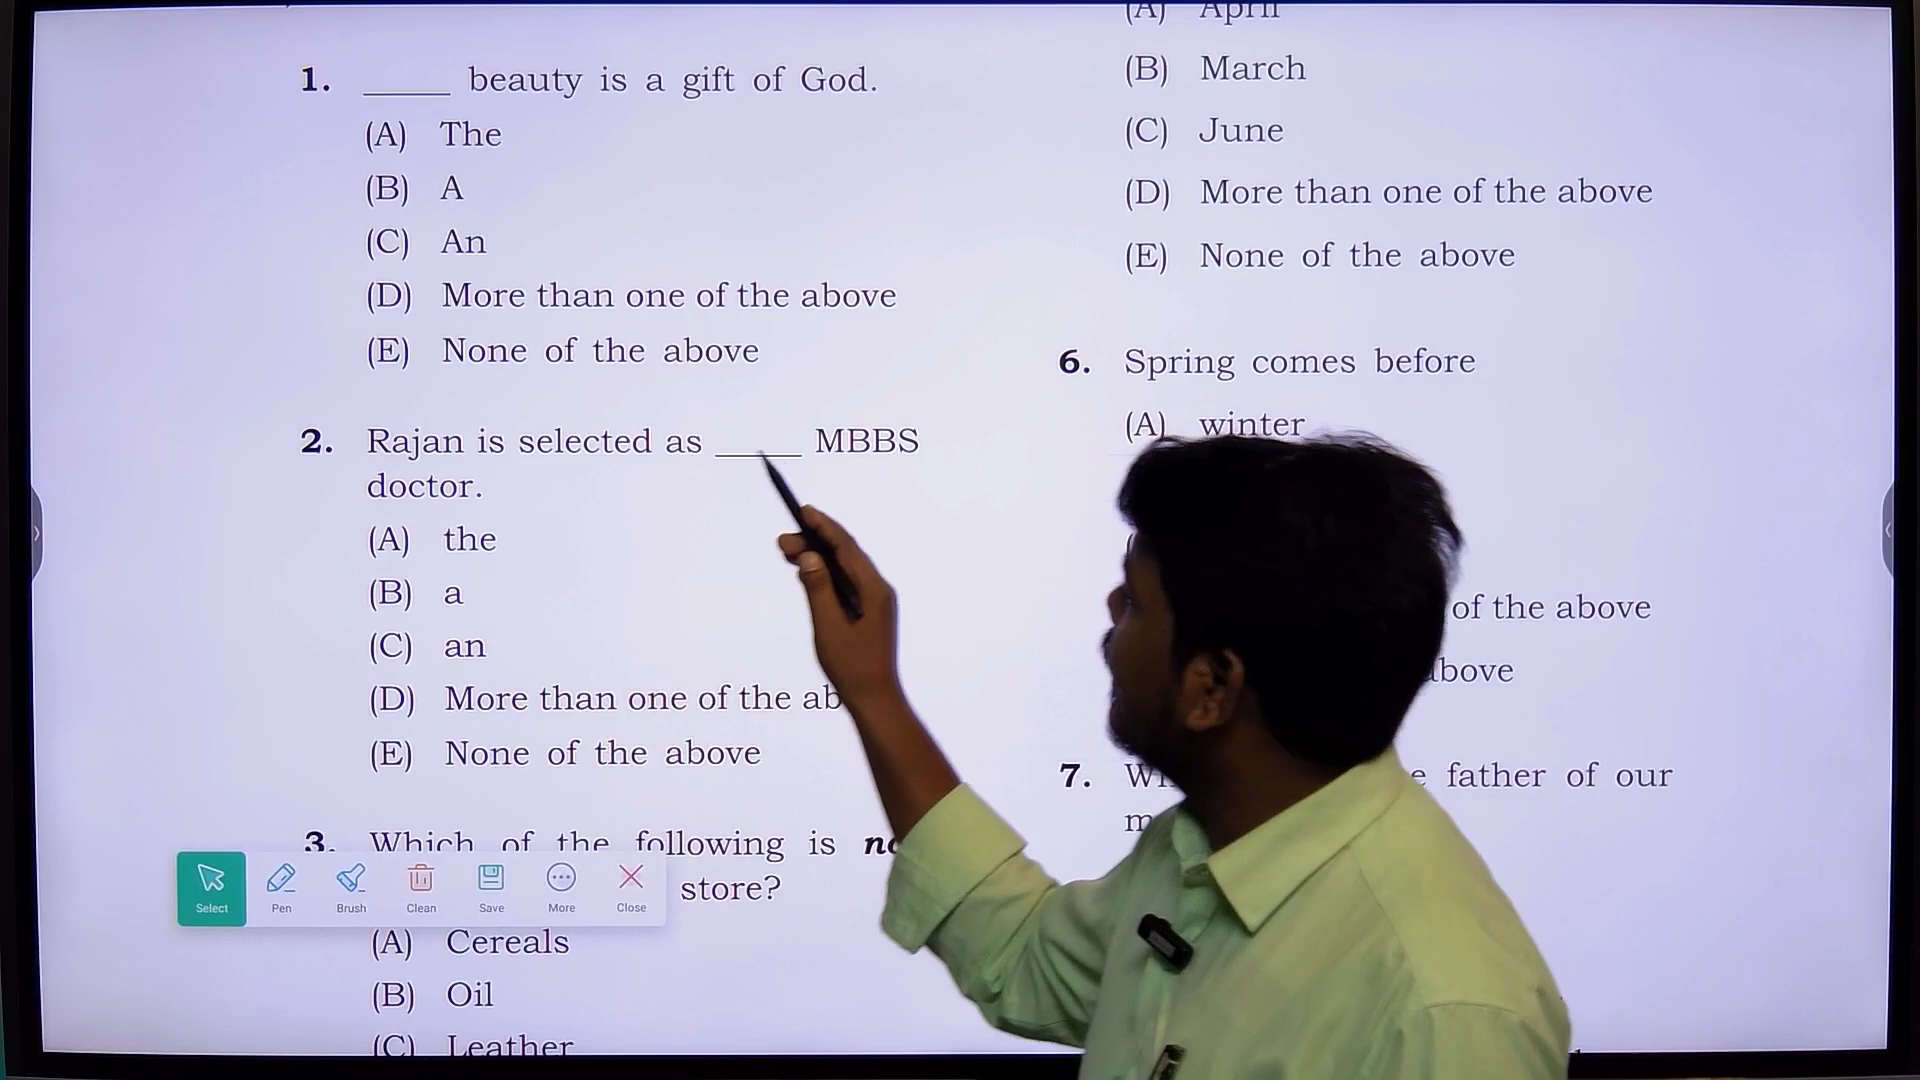 1. _____ beauty is a gift of God.
(A) The
(B) A
(C) An
(D) More than one of the above
(E) None of the above
2. Rajan is selected as _____ MBBS
doctor.
(A) the
(B) a
(C) an
(D) More than one of the
(E) None of the above
3. Which of the following is
store?
(A) Cereals
(B) Oil
(C) Leather
Select
Pen
Brush
Clean
Save
More
Close
(A) April
(B) March
(C) June
(D) More than one of the above
(E) None of the above
6. Spring comes before
(A) winter
of the above
7. father of our